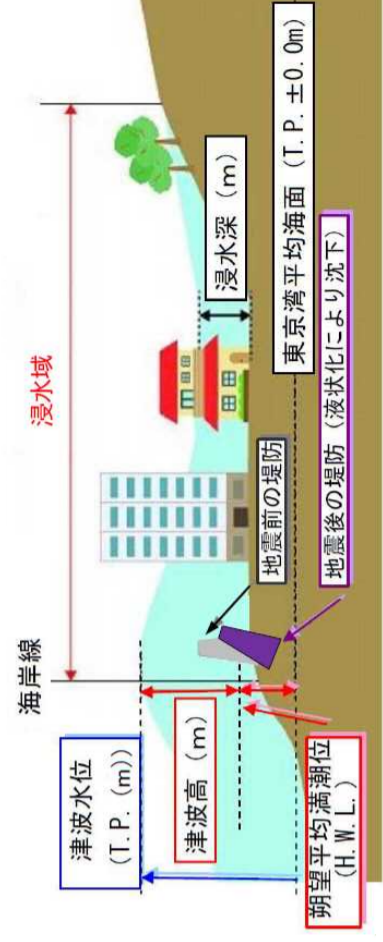 浸水域
海岸線
津波水位
(T.P.(m))
津波高(m)
浸水深(m)
地震前の堤防
東京湾平均海面(T.P.±0.0m)
地震後の堤防(液状化により沈下)
朔望平均満潮位
(H.W.L.)